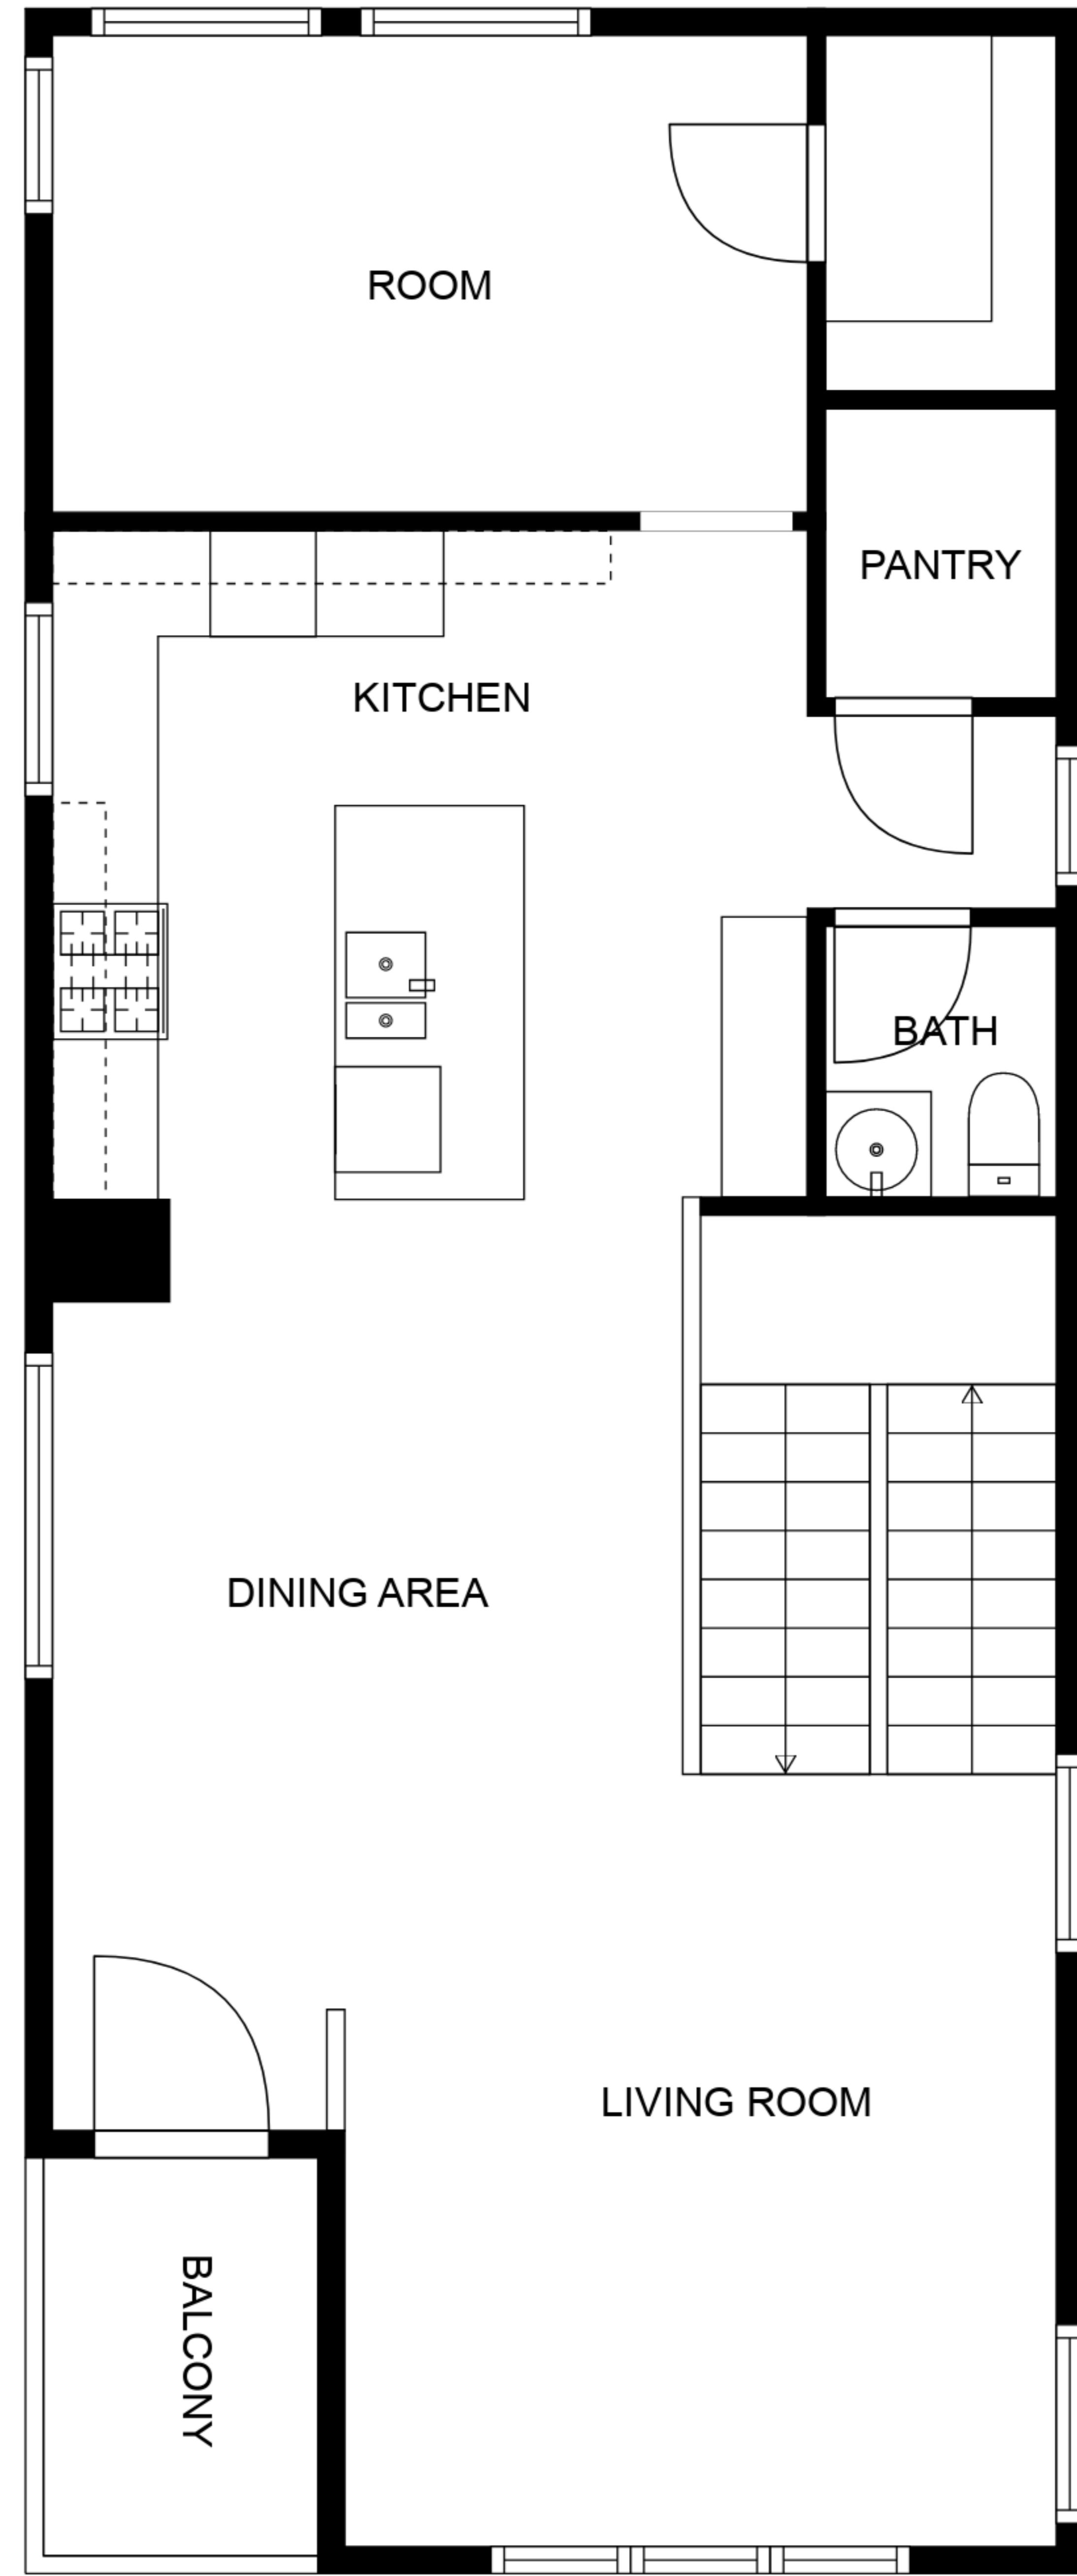 ROOM
PANTRY
KITCHEN
BATH
DINING AREA
LIVING ROOM
BALCONY